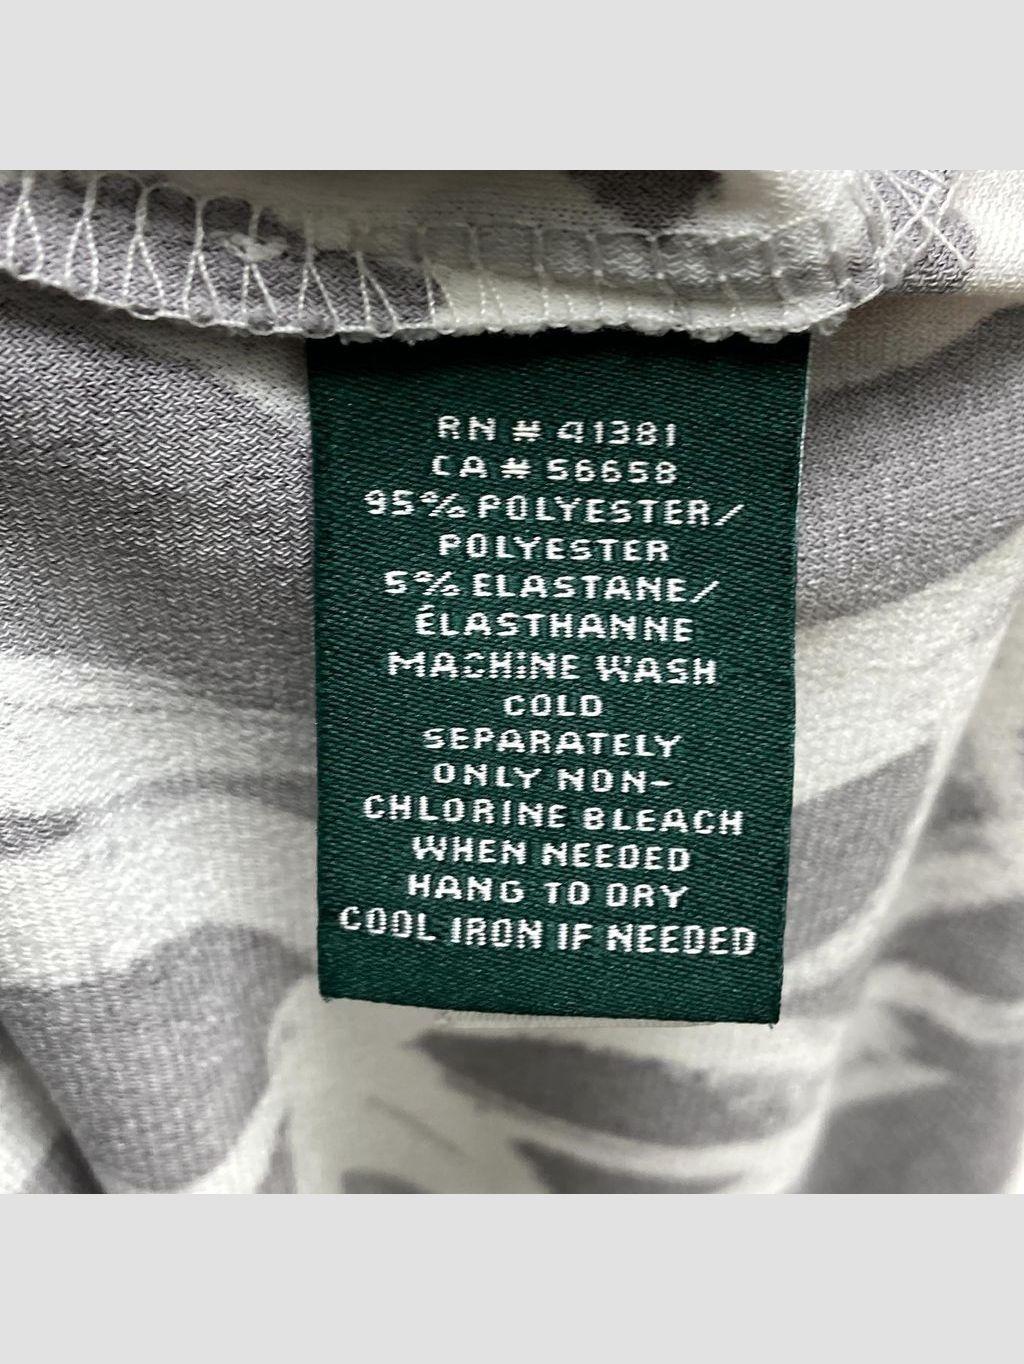 RN # 41381
CA # 56658
95% POLYESTER/
POLYESTER
5% ELASTANE/
ÉLASTHANNE
MACHINE WASH
COLD
SEPARATELY
ONLY NON-
CHLORINE BLEACH
WHEN NEEDED
HANG TO DRY
COOL IRON IF NEEDED